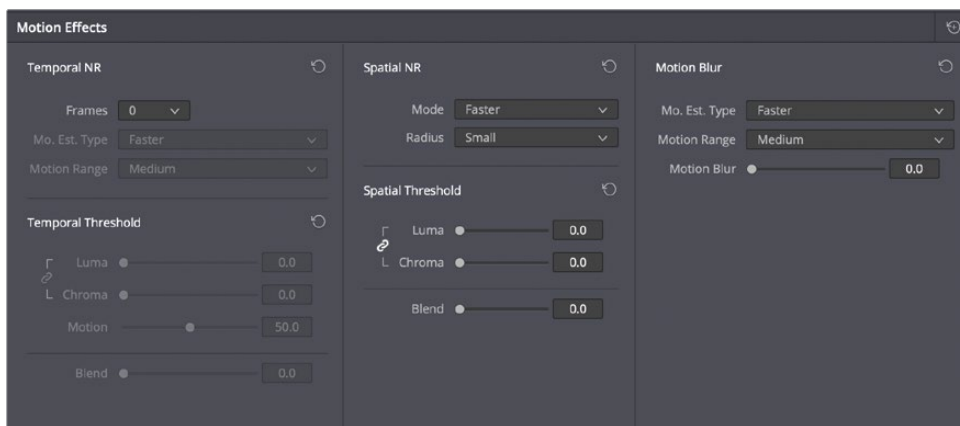 Motion Effects
Temporal NR
Frames 0
Mo. Est. Type Faster
Motion Range Medium
Temporal Threshold
Luma 0.0
Chroma 0.0
Motion 50.0
Blend 0.0
Spatial NR
Mode Faster
Radius Small
Spatial Threshold
Luma 0.0
Chroma 0.0
Blend 0.0
Motion Blur
Mo. Est. Type Faster
Motion Range Medium
Motion Blur 0.0